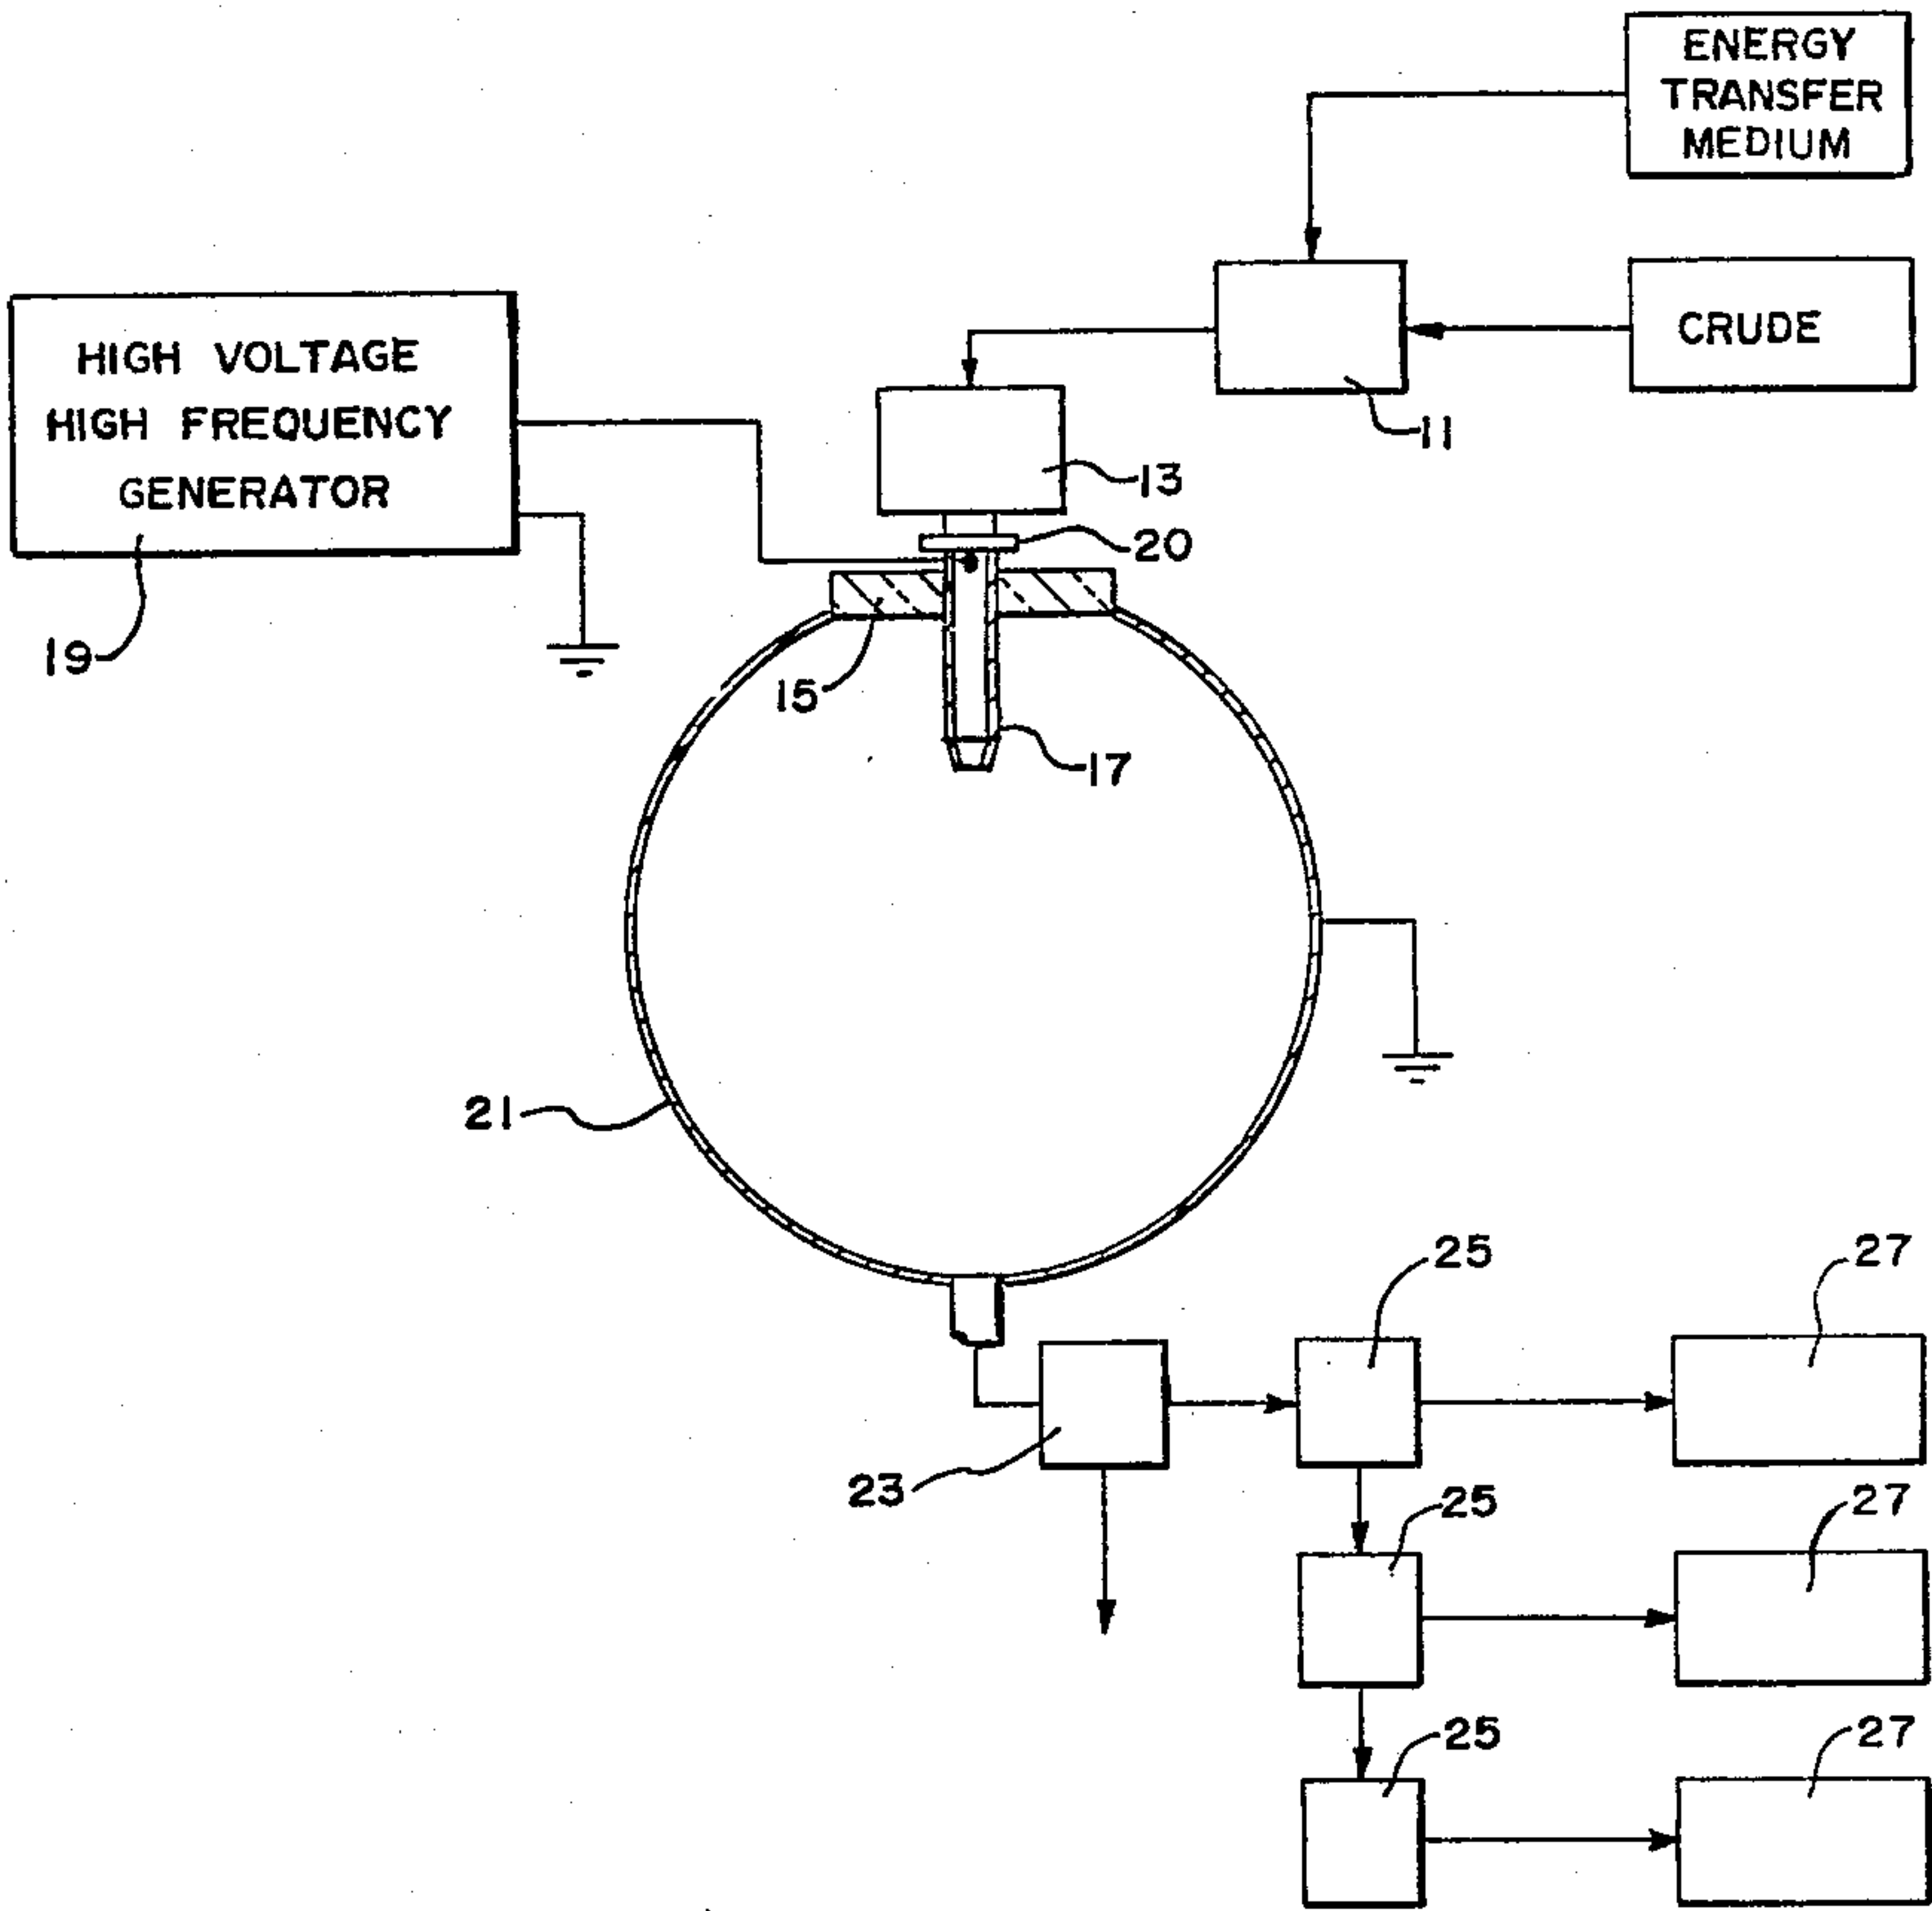 ENERGY
TRANSFER
MEDIUM
CRUDE
11
HIGH VOLTAGE
HIGH FREQUENCY
GENERATOR
13
20
19
15
17
21
25
27
23
25
27
25
27